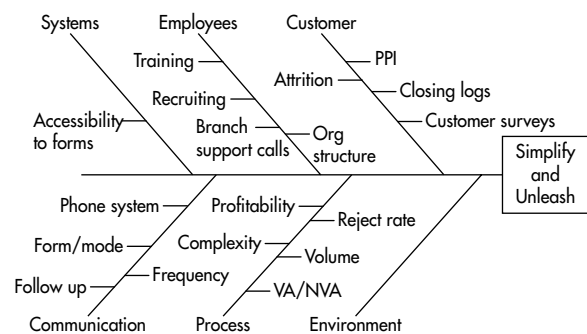 Systems
Employees
Customer
Training
PPI
Attrition
Recruiting
Closing logs
Accessibility
to forms
Branch
support calls
Org
structure
Customer surveys
Simplify
and
Unleash
Phone system
Profitability
Reject rate
Form/mode
Complexity
Volume
Frequency
Follow up
VA/NVA
Communication
Process
Environment